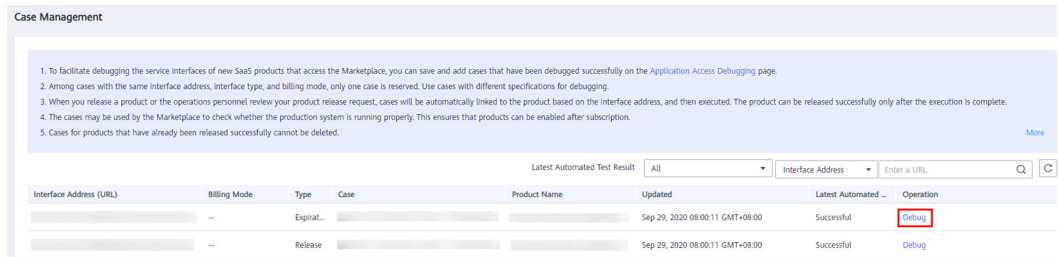 Case Management
1. To facilitate debugging the service interfaces of new SaaS products that access the Marketplace, you can save and add cases that have been debugged successfully on the Application Access Debugging page.
2. Among cases with the same interface address, interface type, and billing mode, only one case is reserved. Use cases with different specifications for debugging.
3. When you release a product or the operations personnel review your product release request, cases will be automatically linked to the product based on the interface address, and then executed. The product can be released successfully only after the execution is complete.
4. The cases may be used by the Marketplace to check whether the production system is running properly. This ensures that products can be enabled after subscription.
5. Cases for products that have already been released successfully cannot be deleted. More
Latest Automated Test Result All Interface Address Enter a URL.
Interface Address (URL) Billing Mode Type Case Product Name Updated Latest Automated ... Operation
-- Expirat... Sep 29, 2020 08:00:11 GMT+08:00 Successful Debug
-- Release Sep 29, 2020 08:00:11 GMT+08:00 Successful Debug